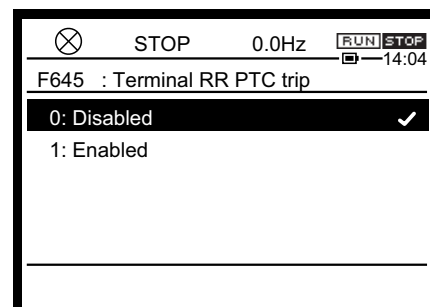 STOP 0.0Hz RUN STOP
14:04
F645 : Terminal RR PTC trip
0: Disabled
1: Enabled